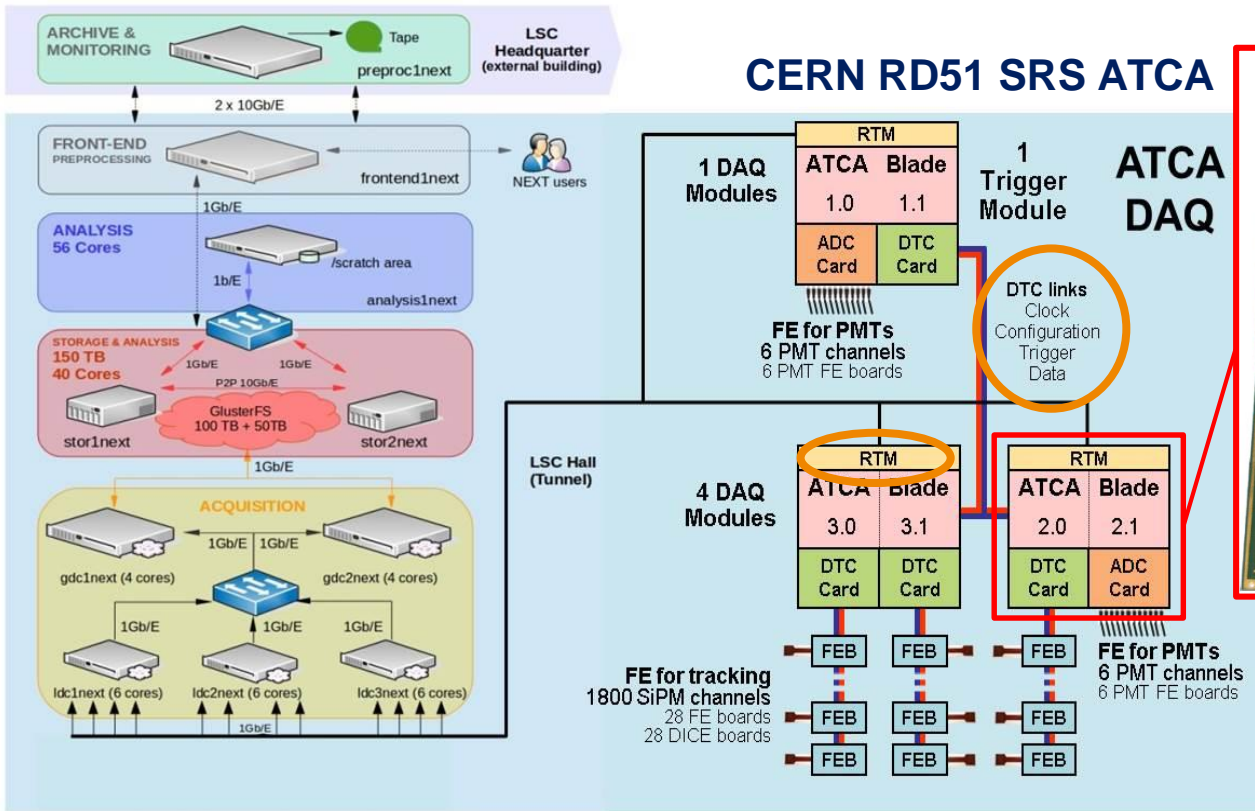 ARCHIVE &
MONITORING
Tape
preproc1next
LSC
Headquarter
(external building)
2 x 10Gb/E
FRONT-END
PREPROCESSING
frontend1next
NEXT users
1Gb/E
ANALYSIS
56 Cores
/scratch area
1b/E
analysis1next
STORAGE & ANALYSIS
150 TB
40 Cores
1Gb/E
1Gb/E
P2P 10Gb/E
GlusterFS
100 TB + 50TB
stor1next
stor2next
1Gb/E
ACQUISITION
1Gb/E
1Gb/E
gdc1next (4 cores)
gdc2next (4 cores)
1Gb/E
1Gb/E
1Gb/E
ldc1next (6 cores)
ldc2next (6 cores)
ldc3next (6 cores)
1Gb/E
LSC Hall
(Tunnel)
CERN RD51 SRS ATCA
ATCA
DAQ
1 DAQ
Modules
RTM
ATCA Blade
1.0 1.1
ADC
Card
DTC
Card
1
Trigger
Module
FE for PMTs
6 PMT channels
6 PMT FE boards
DTC links
Clock
Configuration
Trigger
Data
4 DAQ
Modules
RTM
ATCA Blade
3.0 3.1
DTC
Card
DTC
Card
RTM
ATCA Blade
2.0 2.1
DTC
Card
ADC
Card
FEB
FEB
FEB
FE for PMTs
6 PMT channels
6 PMT FE boards
FE for tracking
1800 SiPM channels
28 FE boards
28 DICE boards
FEB
FEB
FEB
FEB
FEB
FEB